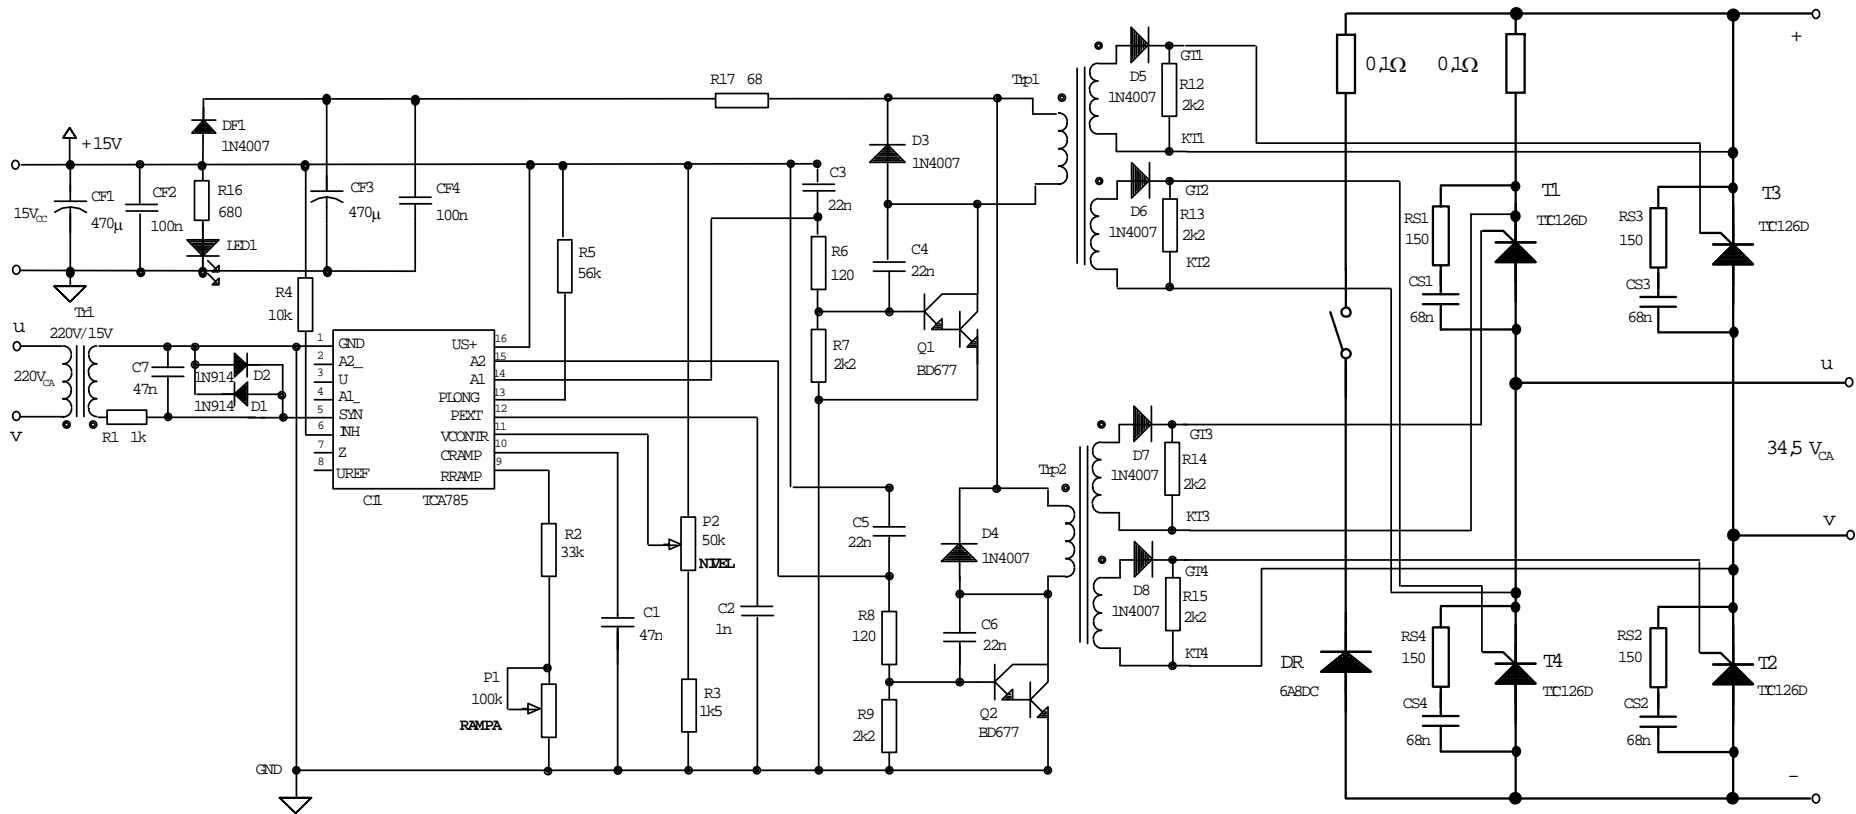 R17 68
Trp1
D5
1N4007
GT1
R12
2k2
KT1
0,1Ω
0,1Ω
+
+15V
DF1
1N4007
D3
1N4007
D6
1N4007
GT2
R13
2k2
KT2
15VCC
CF1
470µ
CF2
100n
R16
680
LED1
CF3
470µ
CF4
100n
C3
22n
R6
120
C4
22n
R5
56k
R4
10k
T1
TIC126D
RS1
150
CS1
68n
T3
TIC126D
RS3
150
CS3
68n
Tr1
220V/15V
u
220VCA
v
C7
47n
1N914
D2
1N914
D1
R1 1k
1
GND
2
A2_
3
U
4
A1_
5
SYN
6
INH
7
Z
8
UREF
16
US+
15
A2
14
A1
13
PLONG
12
PEXT
11
VCONTR
10
CRAMP
9
RRAMP
CI1
TCA785
R7
2k2
Q1
BD677
u
34,5 VCA
v
Trp2
D7
1N4007
GT3
R14
2k2
KT3
D8
1N4007
GT4
R15
2k2
KT4
R2
33k
P2
50k
NIVEL
C5
22n
D4
1N4007
C1
47n
C2
1n
R8
120
C6
22n
P1
100k
RAMPA
R3
1k5
R9
2k2
Q2
BD677
DR
6A8DC
RS4
150
CS4
68n
T4
TIC126D
RS2
150
CS2
68n
T2
TIC126D
GND
−